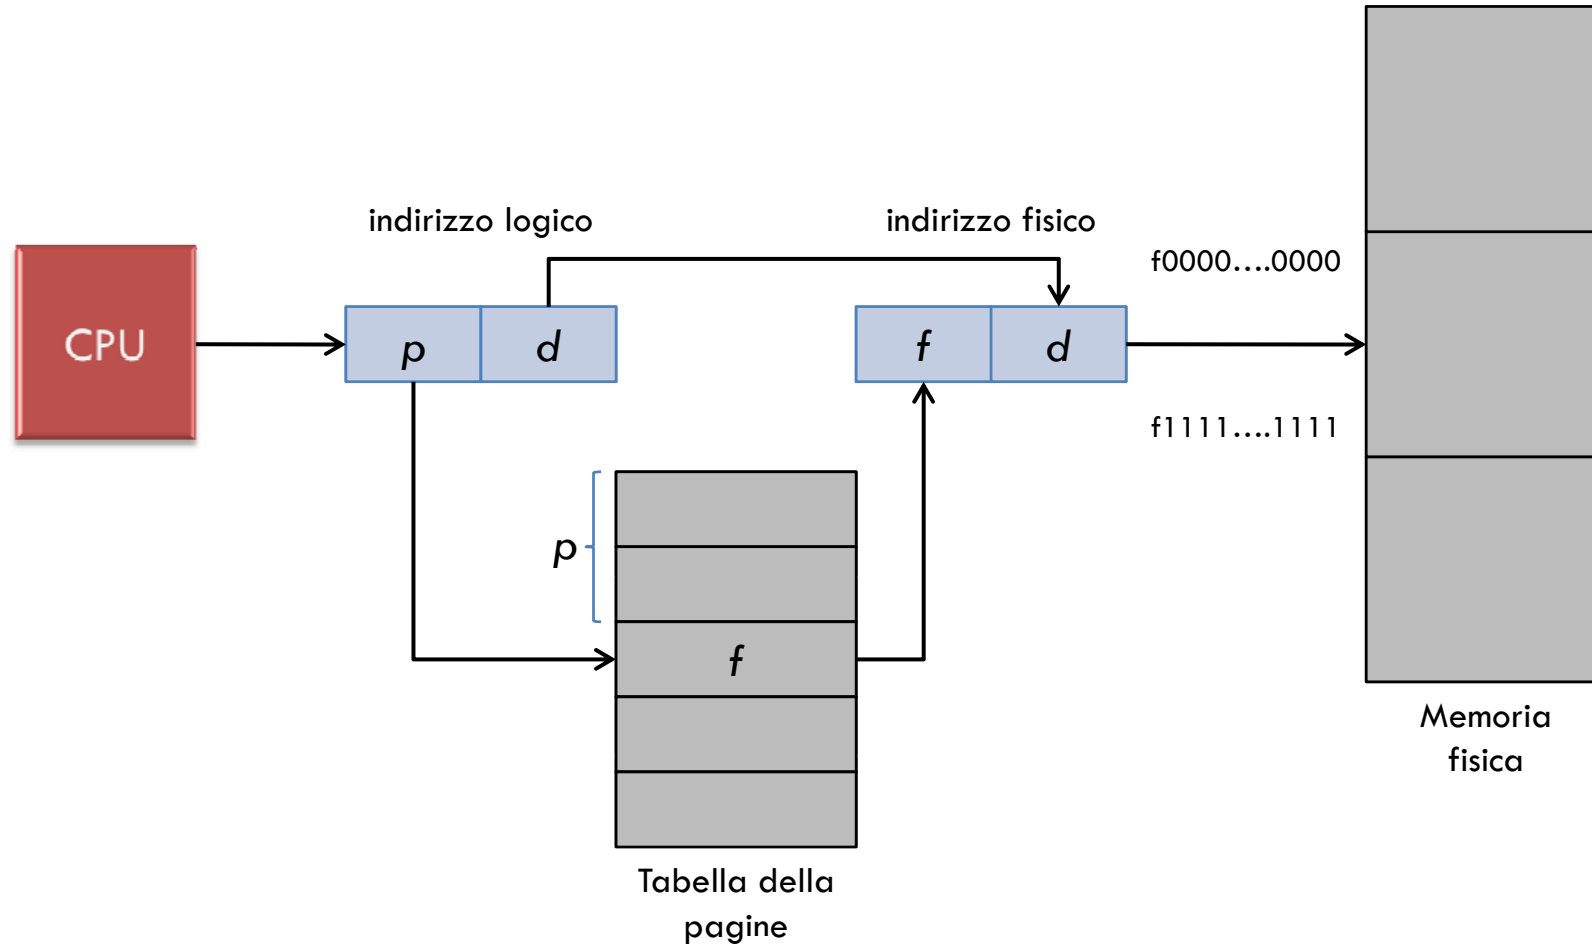 indirizzo logico
indirizzo fisico
f0000....0000
CPU
p
d
f
d
f1111....1111
p
f
Memoria
fisica
Tabella della
pagine